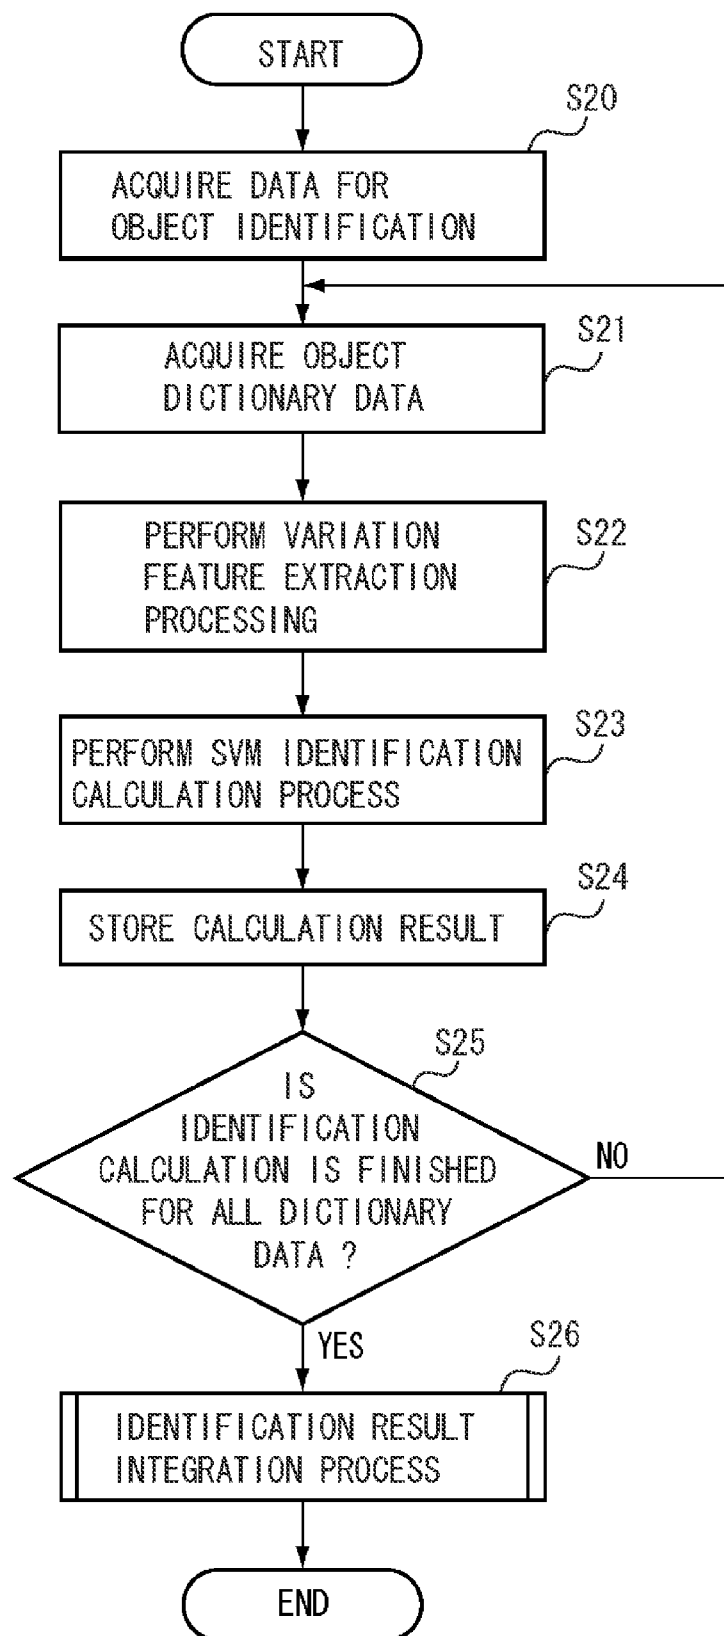 START
S20
ACQUIRE DATA FOR
OBJECT IDENTIFICATION
S21
ACQUIRE OBJECT
DICTIONARY DATA
S22
PERFORM VARIATION
FEATURE EXTRACTION
PROCESSING
S23
PERFORM SVM IDENTIFICATION
CALCULATION PROCESS
S24
STORE CALCULATION RESULT
S25
IS
IDENTIFICATION
CALCULATION IS FINISHED
FOR ALL DICTIONARY
DATA ?
NO
YES
S26
IDENTIFICATION RESULT
INTEGRATION PROCESS
END